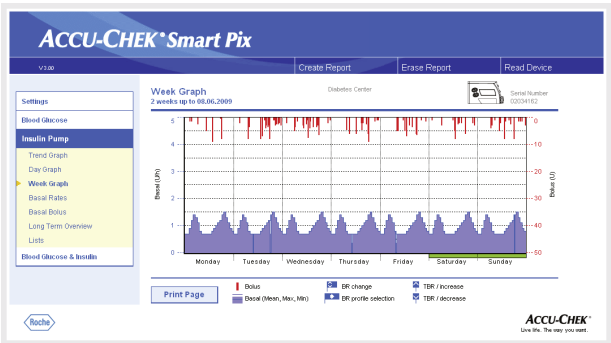 ACCU-CHEK® Smart Pix
V 3.00
Create Report
Erase Report
Read Device
Settings
Blood Glucose
Insulin Pump
Trend Graph
Day Graph
Week Graph
Basal Rates
Basal Bolus
Long Term Overview
Lists
Blood Glucose & Insulin
Week Graph
2 weeks up to 08.06.2009
Diabetes Center
Serial Number
02034162
Basal (U/h)
5
4
3
2
1
0
Bolus (U)
0
-10
-20
-30
-40
-50
Monday
Tuesday
Wednesday
Thursday
Friday
Saturday
Sunday
Print Page
Bolus
Basal (Mean, Max, Min)
BR change
BR profile selection
TBR / increase
TBR / decrease
Roche
ACCU-CHEK®
Live life. The way you want.